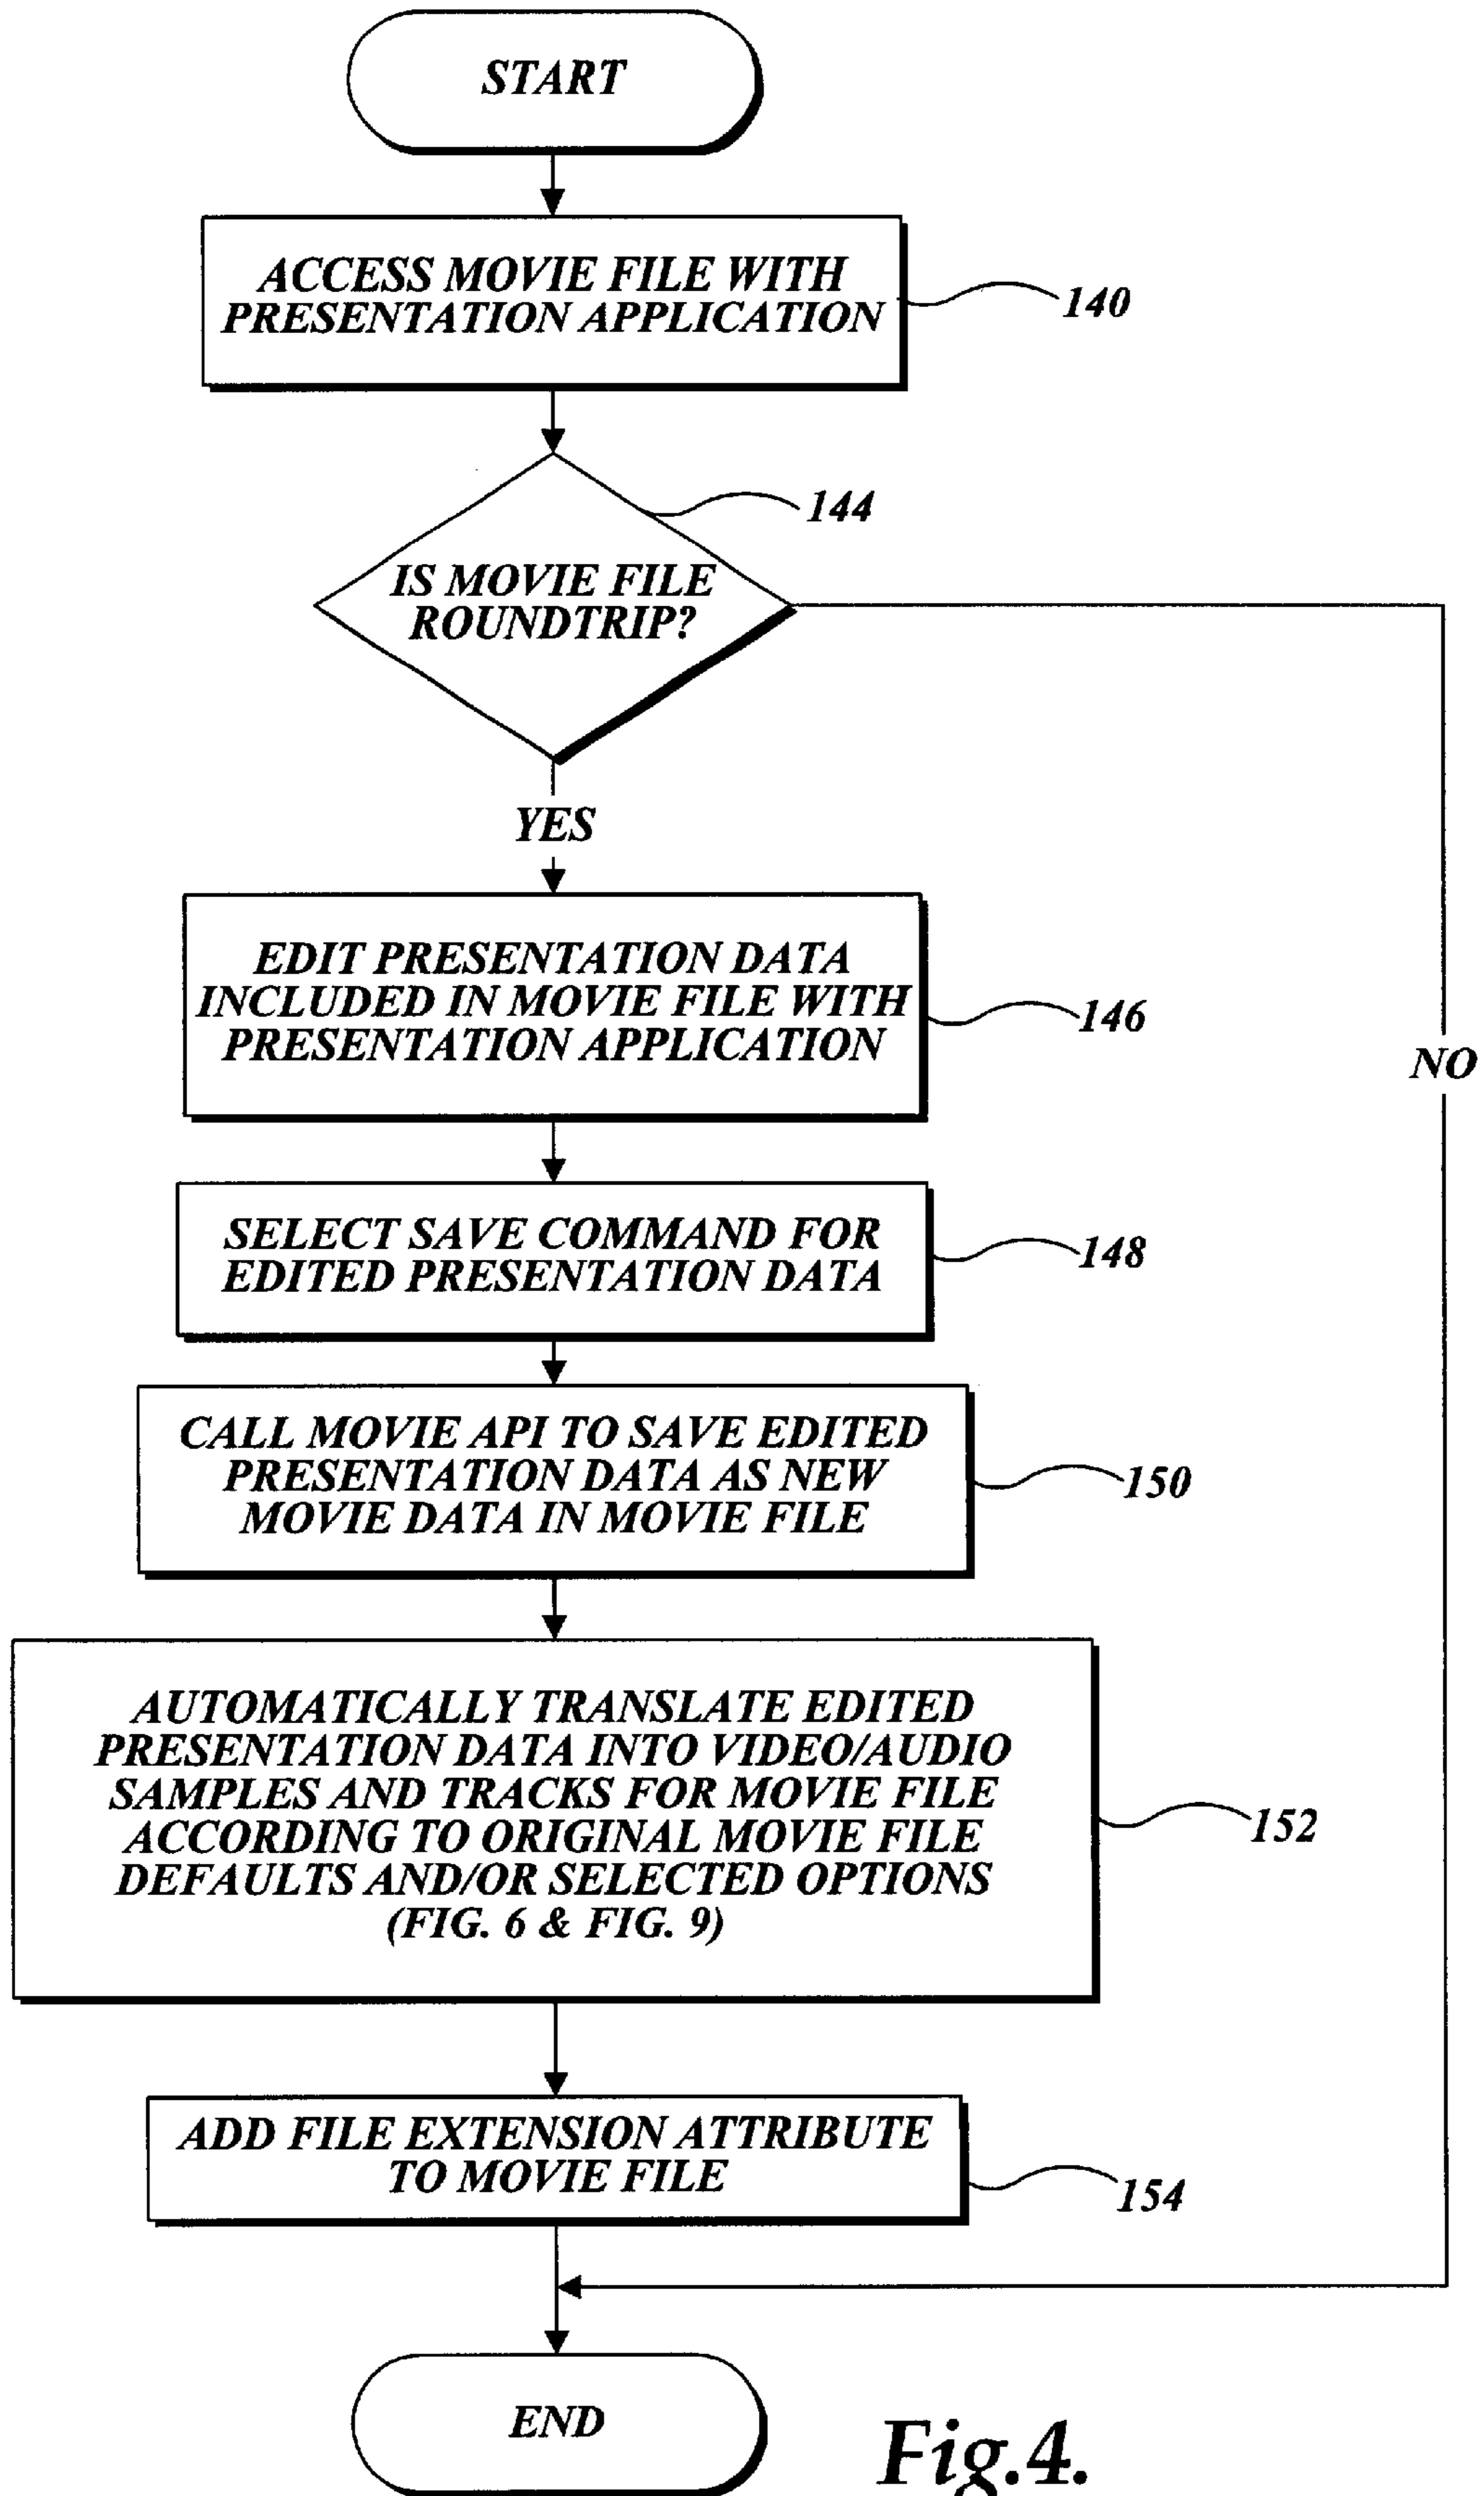 START
ACCESS MOVIE FILE WITH
PRESENTATION APPLICATION
140
144
IS MOVIE FILE
ROUNDTRIP?
YES
EDIT PRESENTATION DATA
INCLUDED IN MOVIE FILE WITH
PRESENTATION APPLICATION
146
NO
SELECT SAVE COMMAND FOR
EDITED PRESENTATION DATA
148
CALL MOVIE API TO SAVE EDITED
PRESENTATION DATA AS NEW
MOVIE DATA IN MOVIE FILE
150
AUTOMATICALLY TRANSLATE EDITED
PRESENTATION DATA INTO VIDEO/AUDIO
SAMPLES AND TRACKS FOR MOVIE FILE
ACCORDING TO ORIGINAL MOVIE FILE
DEFAULTS AND/OR SELECTED OPTIONS
(FIG. 6 & FIG. 9)
152
ADD FILE EXTENSION ATTRIBUTE
TO MOVIE FILE
154
END
Fig.4.